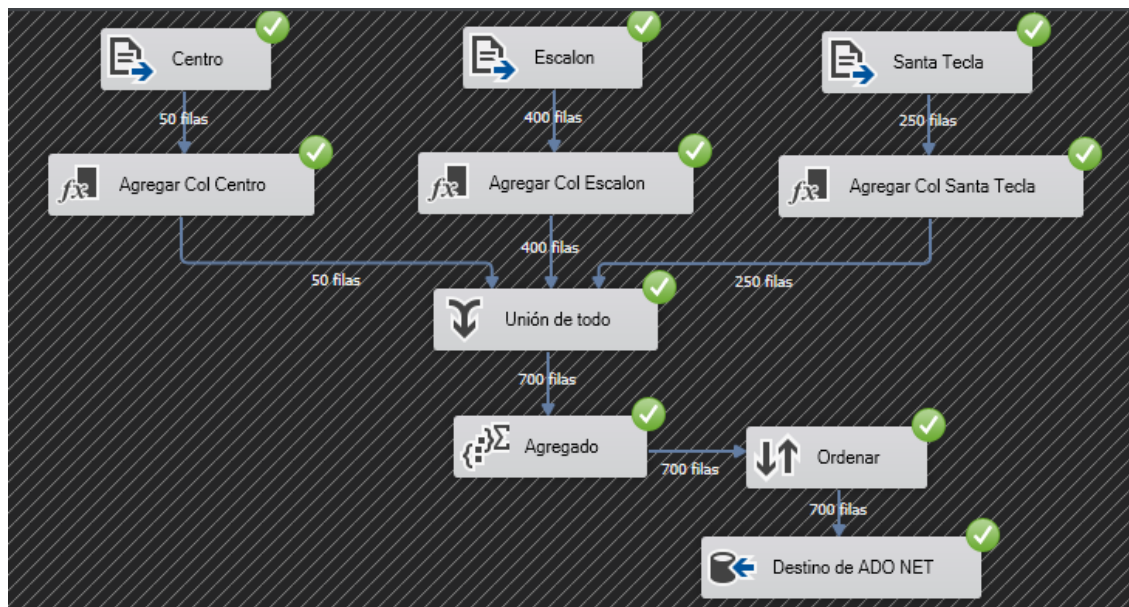 Centro
Escalon
Santa Tecla
50 filas
400 filas
250 filas
Agregar Col Centro
Agregar Col Escalon
Agregar Col Santa Tecla
50 filas
400 filas
250 filas
Unión de todo
700 filas
Agregado
700 filas
Ordenar
700 filas
Destino de ADO NET